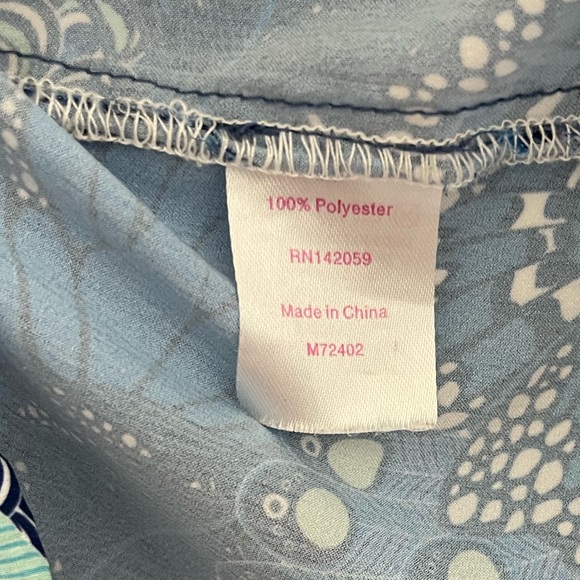 100% Polyester
RN142059
Made in China
M72402